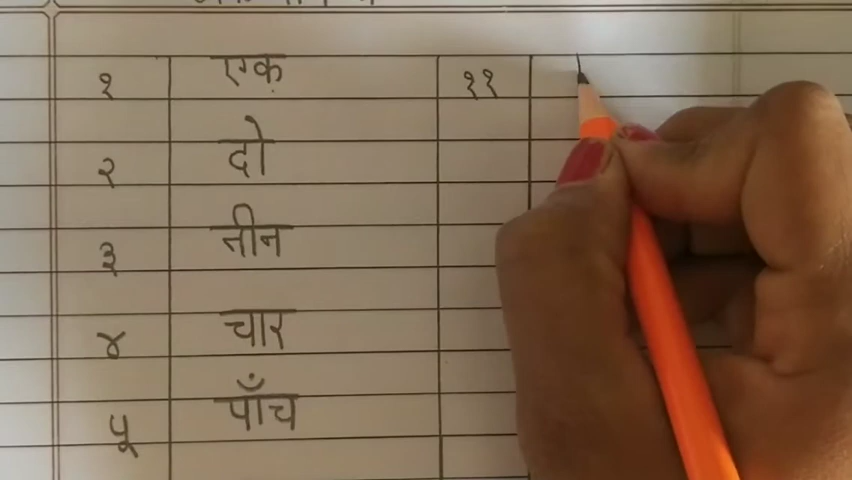 १ एक ११
२ दो
३ तीन
४ चार
५ पाँच